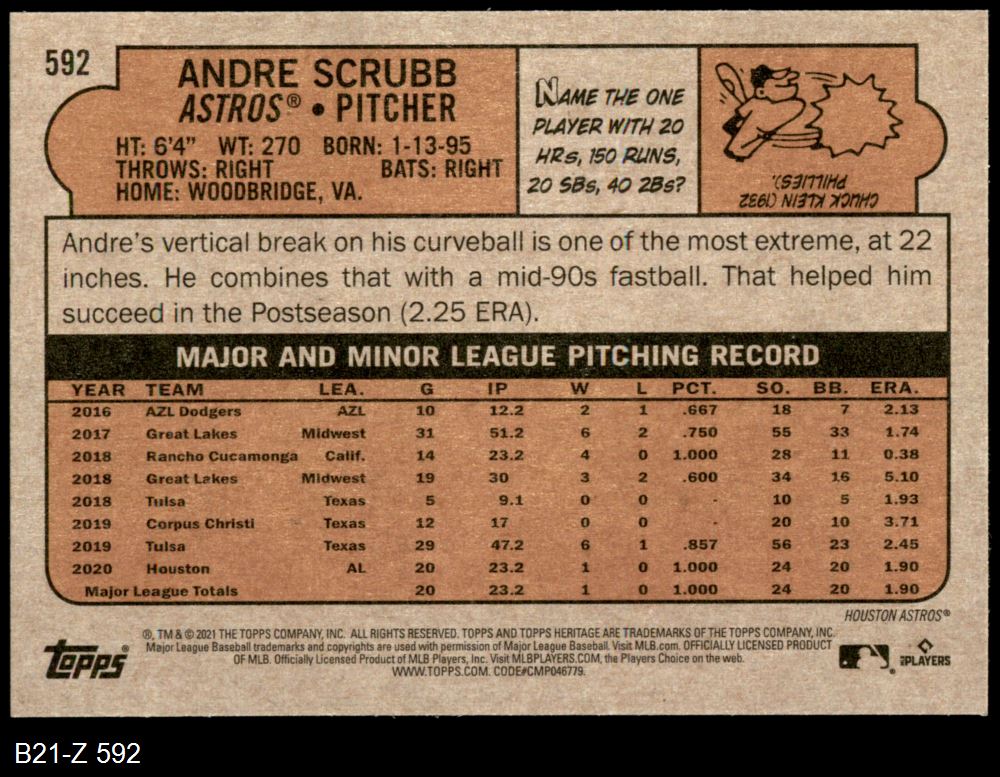 592
ANDRE SCRUBB
ASTROS® • PITCHER
HT: 6'4" WT: 270 BORN: 1-13-95
THROWS: RIGHT BATS: RIGHT
HOME: WOODBRIDGE, VA.
NAME THE ONE
PLAYER WITH 20
HRS, 150 RUNS,
20 SBs, 40 2Bs?
CHUCK KLEIN (1932
PHILLIES).
Andre's vertical break on his curveball is one of the most extreme, at 22
inches. He combines that with a mid-90s fastball. That helped him
succeed in the Postseason (2.25 ERA).
MAJOR AND MINOR LEAGUE PITCHING RECORD
YEAR TEAM LEA. G IP W L PCT. SO. BB. ERA.
2016 AZL Dodgers AZL 10 12.2 2 1 .667 18 7 2.13
2017 Great Lakes Midwest 31 51.2 6 2 .750 55 33 1.74
2018 Rancho Cucamonga Calif. 14 23.2 4 0 1.000 28 11 0.38
2018 Great Lakes Midwest 19 30 3 2 .600 34 16 5.10
2018 Tulsa Texas 5 9.1 0 0 - 10 5 1.93
2019 Corpus Christi Texas 12 17 0 0 - 20 10 3.71
2019 Tulsa Texas 29 47.2 6 1 .857 56 23 2.45
2020 Houston AL 20 23.2 1 0 1.000 24 20 1.90
Major League Totals 20 23.2 1 0 1.000 24 20 1.90
HOUSTON ASTROS®
®, TM & © 2021 THE TOPPS COMPANY, INC. ALL RIGHTS RESERVED. TOPPS AND TOPPS HERITAGE ARE TRADEMARKS OF THE TOPPS COMPANY, INC.
Major League Baseball trademarks and copyrights are used with permission of Major League Baseball. Visit MLB.com. OFFICIALLY LICENSED PRODUCT
OF MLB. Officially Licensed Product of MLB Players, Inc. Visit MLBPLAYERS.COM, the Players Choice on the web.
WWW.TOPPS.COM. CODE#CMP046779.
topps®
MLB PLAYERS
B21-Z 592